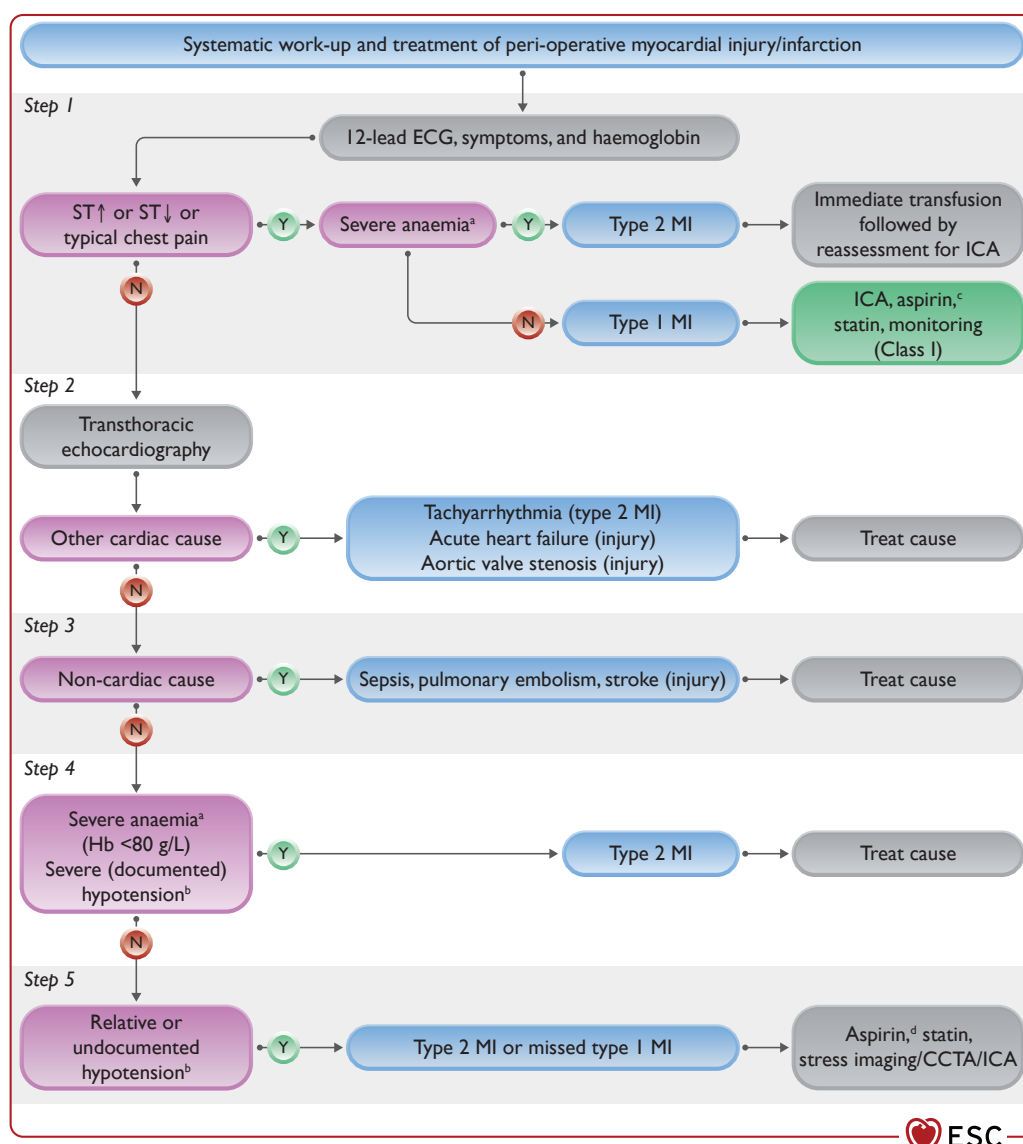 Systematic work-up and treatment of peri-operative myocardial injury/infarction
Step 1
12-lead ECG, symptoms, and haemoglobin
ST↑ or ST↓ or
typical chest pain
Y
Severe anaemiaᵃ
Y
Type 2 MI
Immediate transfusion
followed by
reassessment for ICA
N
N
Type 1 MI
ICA, aspirin,ᶜ
statin, monitoring
(Class I)
Step 2
Transthoracic
echocardiography
Other cardiac cause
Y
Tachyarrhythmia (type 2 MI)
Acute heart failure (injury)
Aortic valve stenosis (injury)
Treat cause
N
Step 3
Non-cardiac cause
Y
Sepsis, pulmonary embolism, stroke (injury)
Treat cause
N
Step 4
Severe anaemiaᵃ
(Hb <80 g/L)
Severe (documented)
hypotensionᵇ
Y
Type 2 MI
Treat cause
N
Step 5
Relative or
undocumented
hypotensionᵇ
Y
Type 2 MI or missed type 1 MI
Aspirin,ᵈ statin,
stress imaging/CCTA/ICA
ESC